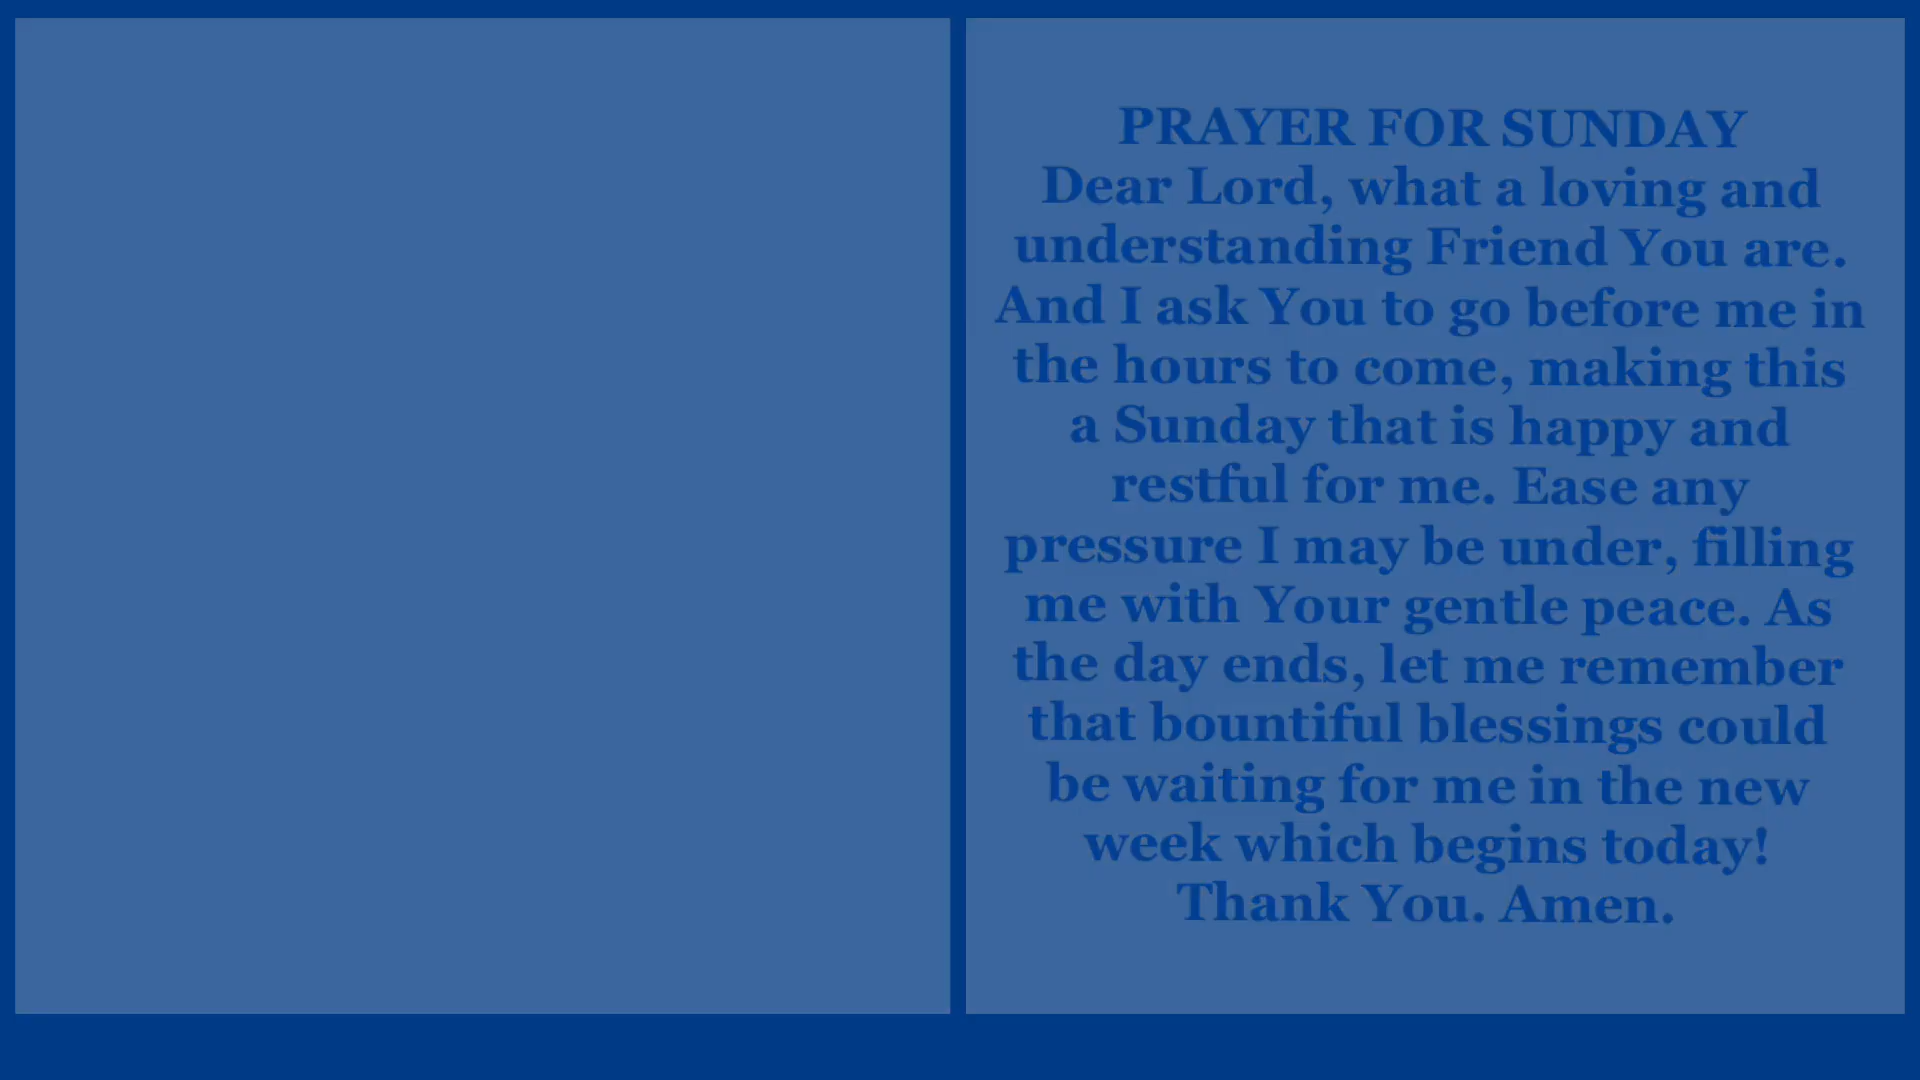 PRAYER FOR SUNDAY
Dear Lord, what a loving and
understanding Friend You are.
And I ask You to go before me in
the hours to come, making this
a Sunday that is happy and
restful for me. Ease any
pressure I may be under, filling
me with Your gentle peace. As
the day ends, let me remember
that bountiful blessings could
be waiting for me in the new
week which begins today!
Thank You. Amen.